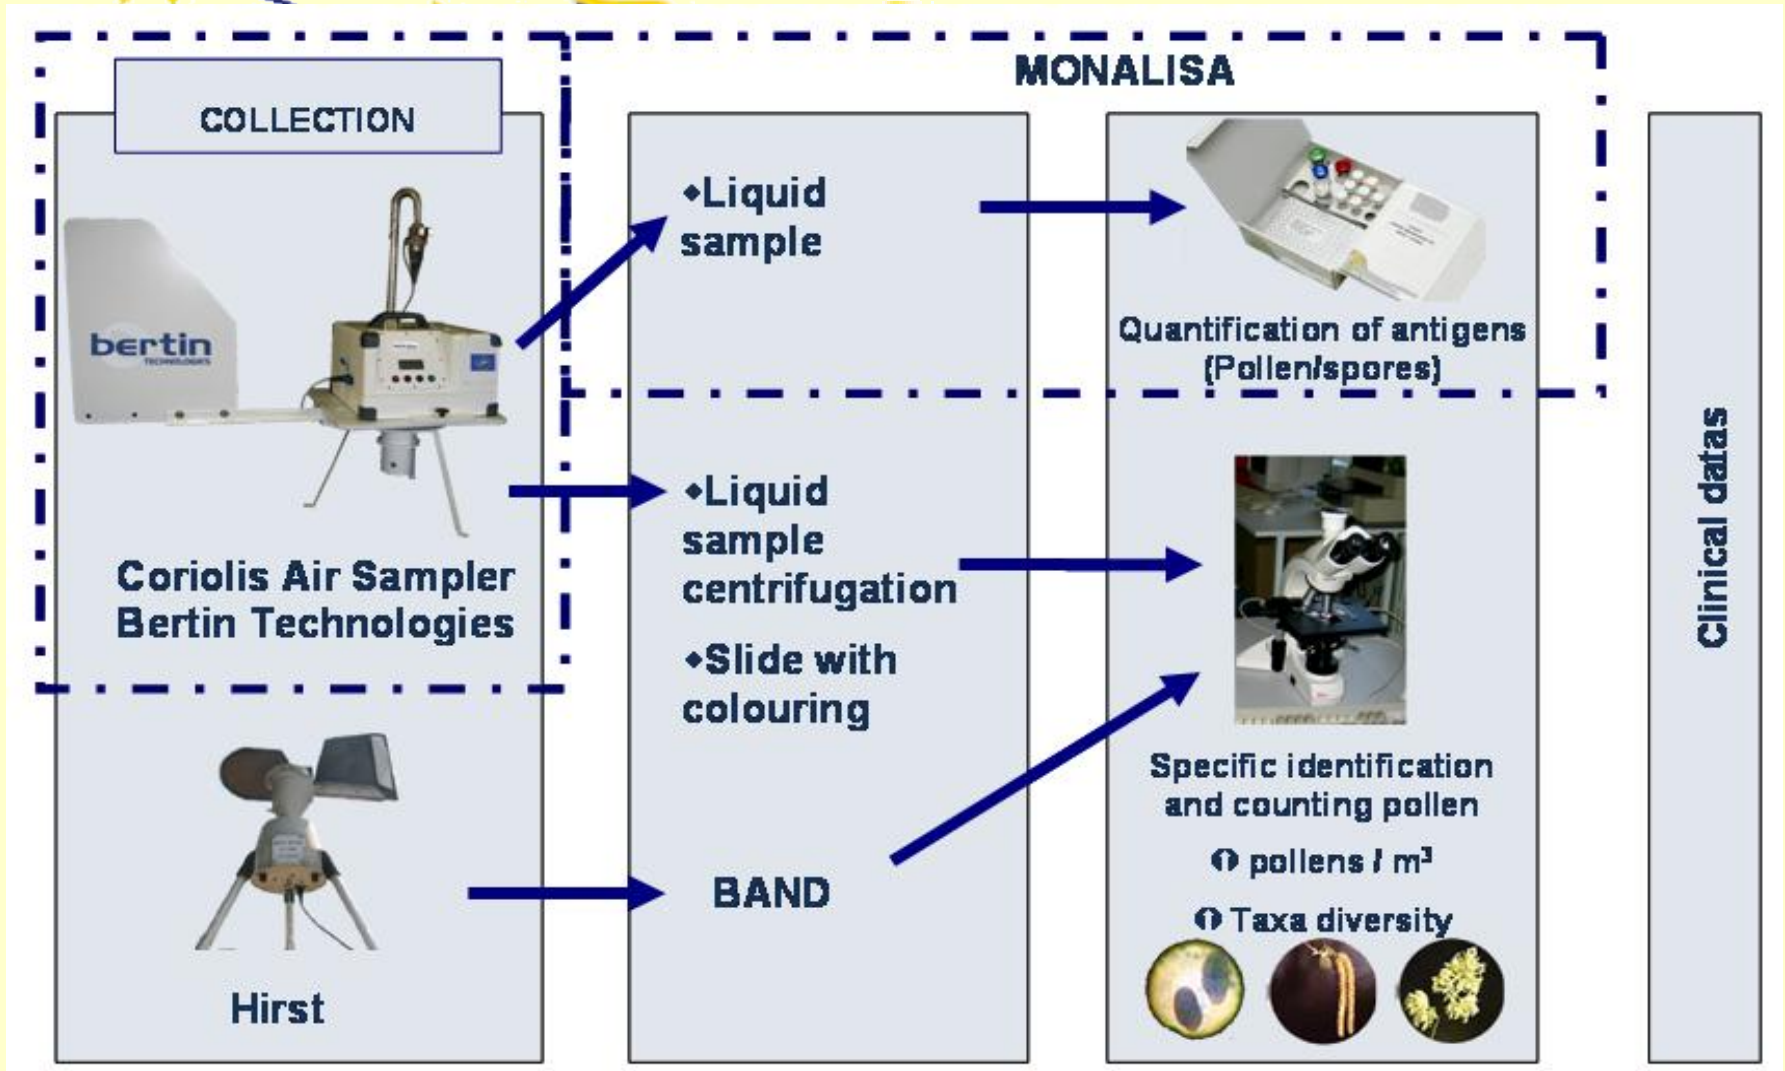 MONALISA
COLLECTION
bertin
TECHNOLOGIES
Coriolis Air Sampler
Bertin Technologies
Hirst
•Liquid
sample
•Liquid
sample
centrifugation
•Slide with
colouring
BAND
Quantification of antigens
(Pollen/spores)
Specific identification
and counting pollen
pollens / m³
Taxa diversity
Clinical datas